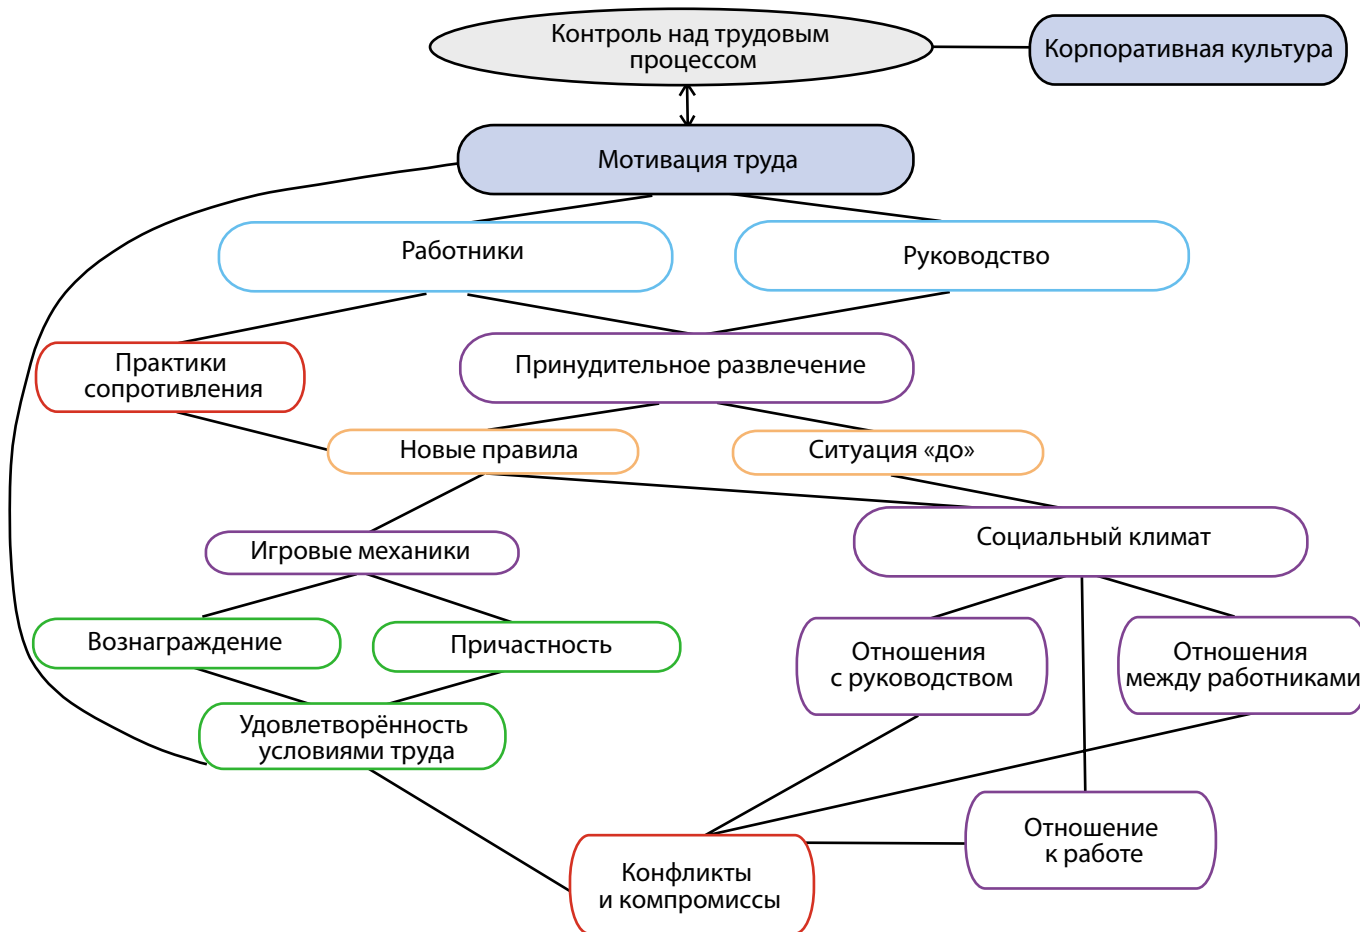 Контроль над трудовым
процессом
Корпоративная культура
Мотивация труда
Работники
Руководство
Практики
сопротивления
Принудительное развлечение
Новые правила
Ситуация «до»
Игровые механики
Социальный климат
Вознаграждение
Причастность
Отношения
с руководством
Отношения
между работниками
Удовлетворённость
условиями труда
Отношение
к работе
Конфликты
и компромиссы